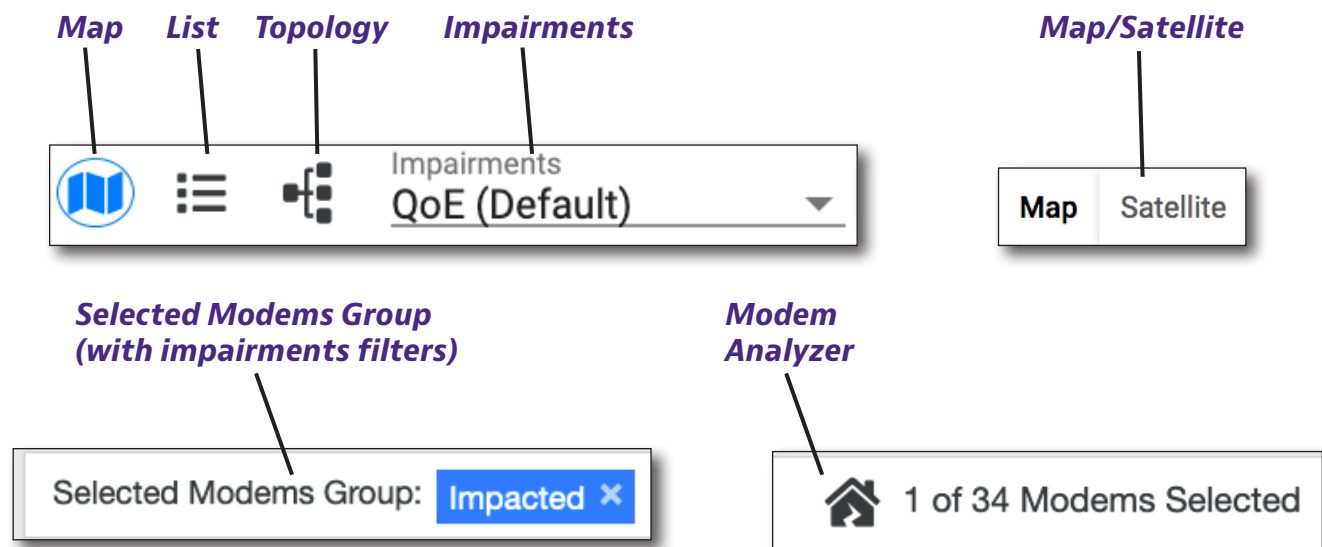 Map List Topology Impairments Map/Satellite
Impairments
QoE (Default)
Map Satellite
Selected Modems Group
(with impairments filters)
Modem
Analyzer
Selected Modems Group: Impacted ×
1 of 34 Modems Selected